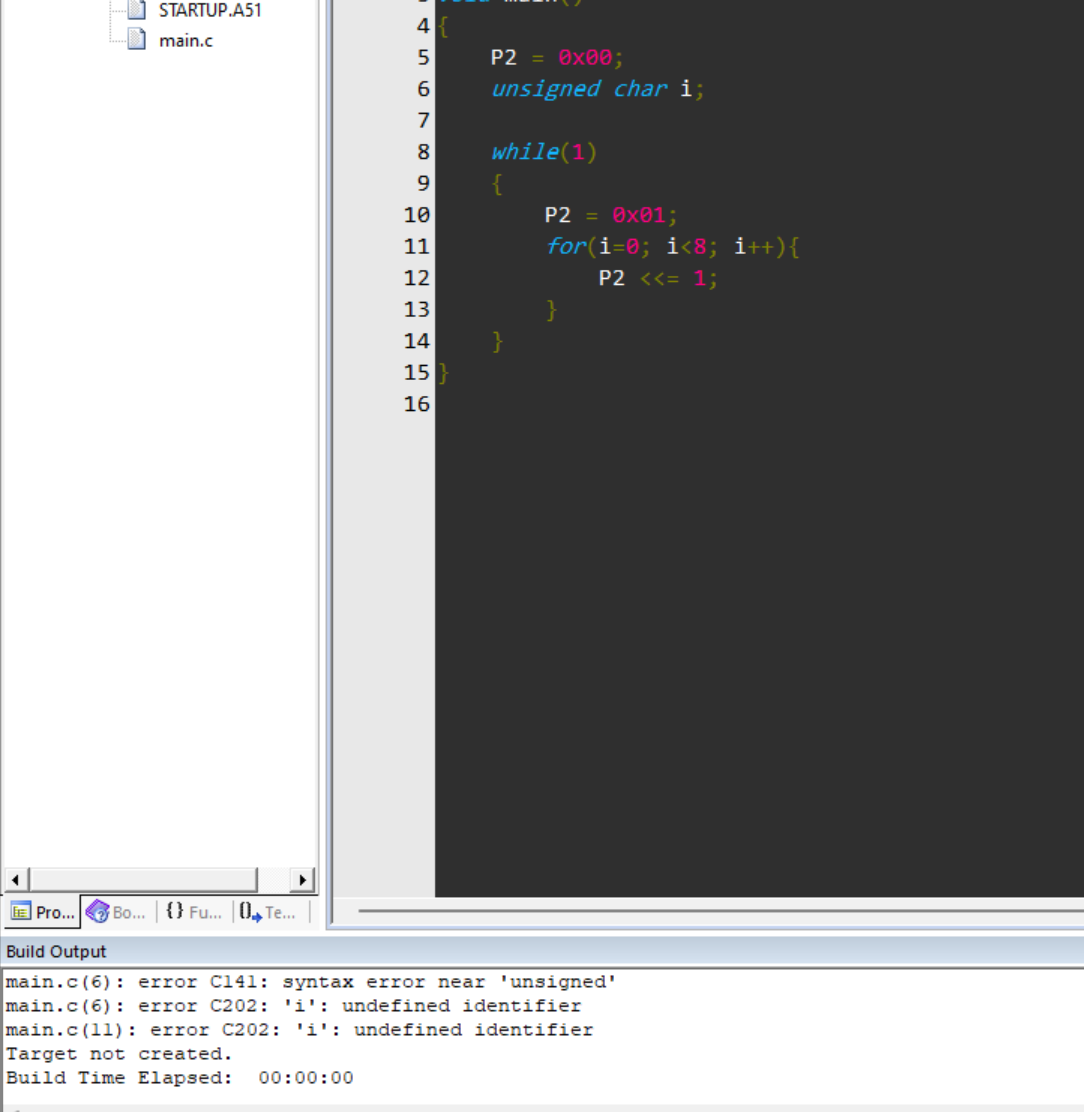 STARTUP.A51
main.c
4 {
5 P2 = 0x00;
6 unsigned char i;
7
8 while(1)
9 {
10 P2 = 0x01;
11 for(i=0; i<8; i++){
12 P2 <<= 1;
13 }
14 }
15 }
16
Pro... Bo... {} Fu... 0 Te...
Build Output
main.c(6): error C141: syntax error near 'unsigned'
main.c(6): error C202: 'i': undefined identifier
main.c(11): error C202: 'i': undefined identifier
Target not created.
Build Time Elapsed: 00:00:00